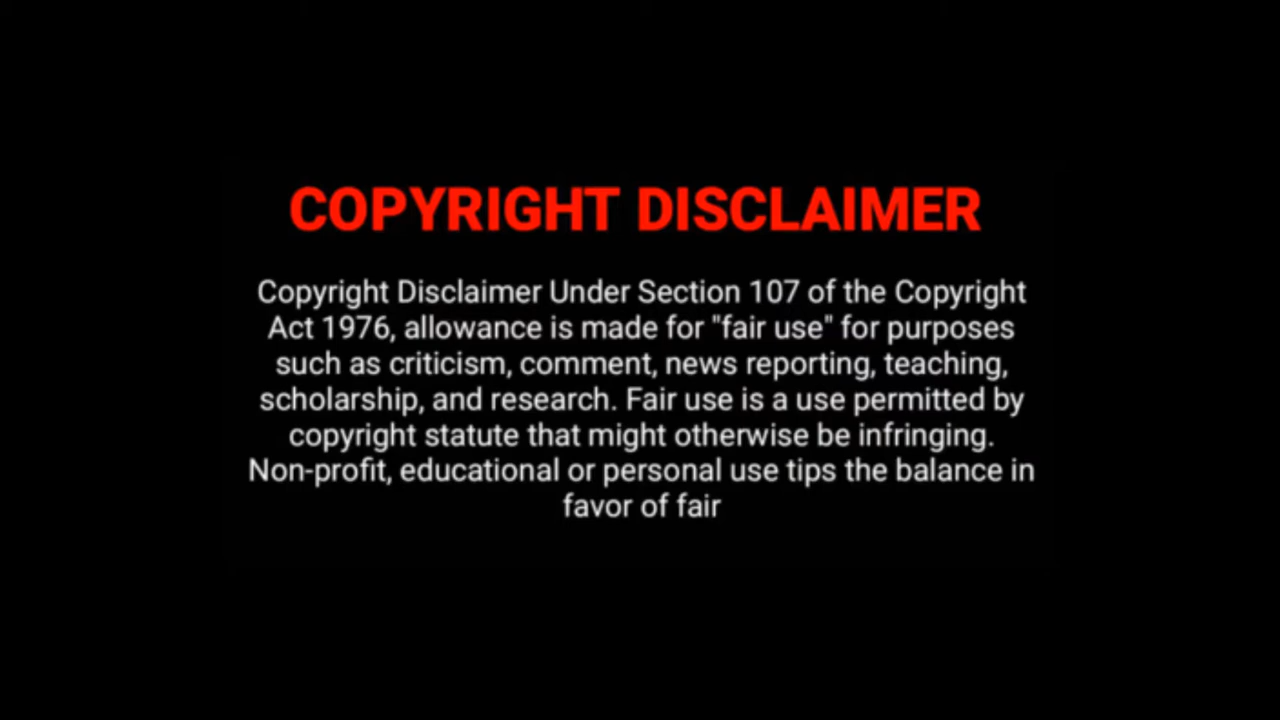 COPYRIGHT DISCLAIMER
Copyright Disclaimer Under Section 107 of the Copyright
Act 1976, allowance is made for "fair use" for purposes
such as criticism, comment, news reporting, teaching,
scholarship, and research. Fair use is a use permitted by
copyright statute that might otherwise be infringing.
Non-profit, educational or personal use tips the balance in
favor of fair